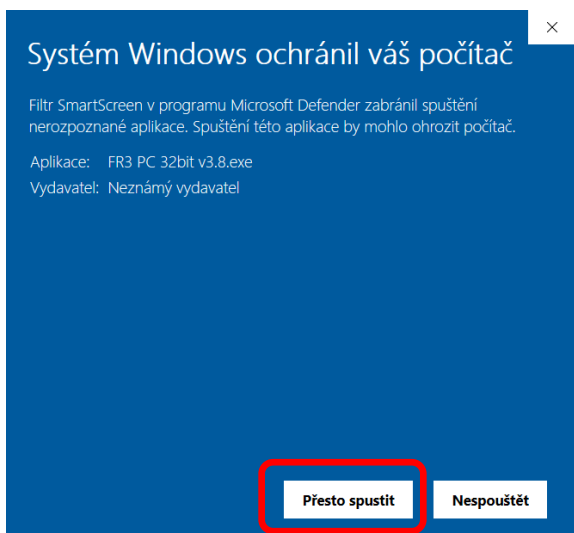 Systém Windows ochránil váš počítač
Filtr SmartScreen v programu Microsoft Defender zabránil spuštění
nerozpoznané aplikace. Spuštění této aplikace by mohlo ohrozit počítač.
Aplikace: FR3 PC 32bit v3.8.exe
Vydavatel: Neznámý vydavatel
Přesto spustit Nespouštět